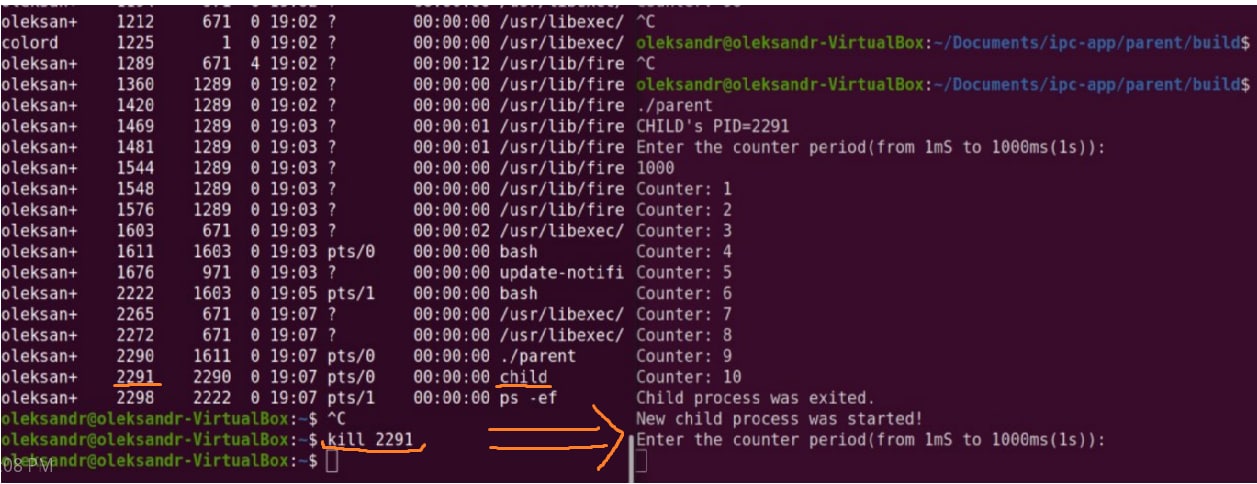 oleksan+ 1212 671 0 19:02 ? 00:00:00 /usr/libexec/
colord 1225 1 0 19:02 ? 00:00:00 /usr/libexec/
oleksan+ 1289 671 4 19:02 ? 00:00:12 /usr/lib/fire
oleksan+ 1360 1289 0 19:02 ? 00:00:00 /usr/lib/fire
oleksan+ 1420 1289 0 19:02 ? 00:00:00 /usr/lib/fire
oleksan+ 1469 1289 0 19:03 ? 00:00:01 /usr/lib/fire
oleksan+ 1481 1289 0 19:03 ? 00:00:01 /usr/lib/fire
oleksan+ 1544 1289 0 19:03 ? 00:00:00 /usr/lib/fire
oleksan+ 1548 1289 0 19:03 ? 00:00:00 /usr/lib/fire
oleksan+ 1576 1289 0 19:03 ? 00:00:00 /usr/lib/fire
oleksan+ 1603 671 0 19:03 ? 00:00:02 /usr/libexec/
oleksan+ 1611 1603 0 19:03 pts/0 00:00:00 bash
oleksan+ 1676 971 0 19:03 ? 00:00:00 update-notifi
oleksan+ 2222 1603 0 19:05 pts/1 00:00:00 bash
oleksan+ 2265 671 0 19:07 ? 00:00:00 /usr/libexec/
oleksan+ 2272 671 0 19:07 ? 00:00:00 /usr/libexec/
oleksan+ 2290 1611 0 19:07 pts/0 00:00:00 ./parent
oleksan+ 2291 2290 0 19:07 pts/0 00:00:00 child
oleksan+ 2298 2222 0 19:07 pts/1 00:00:00 ps -ef
oleksandr@oleksandr-VirtualBox:~$ ^C
oleksandr@oleksandr-VirtualBox:~$ kill 2291
oleksandr@oleksandr-VirtualBox:~$
:08 PM
^C
oleksandr@oleksandr-VirtualBox:~/Documents/ipc-app/parent/build$
^C
oleksandr@oleksandr-VirtualBox:~/Documents/ipc-app/parent/build$
./parent
CHILD's PID=2291
Enter the counter period(from 1mS to 1000ms(1s)):
1000
Counter: 1
Counter: 2
Counter: 3
Counter: 4
Counter: 5
Counter: 6
Counter: 7
Counter: 8
Counter: 9
Counter: 10
Child process was exited.
New child process was started!
Enter the counter period(from 1mS to 1000ms(1s)):